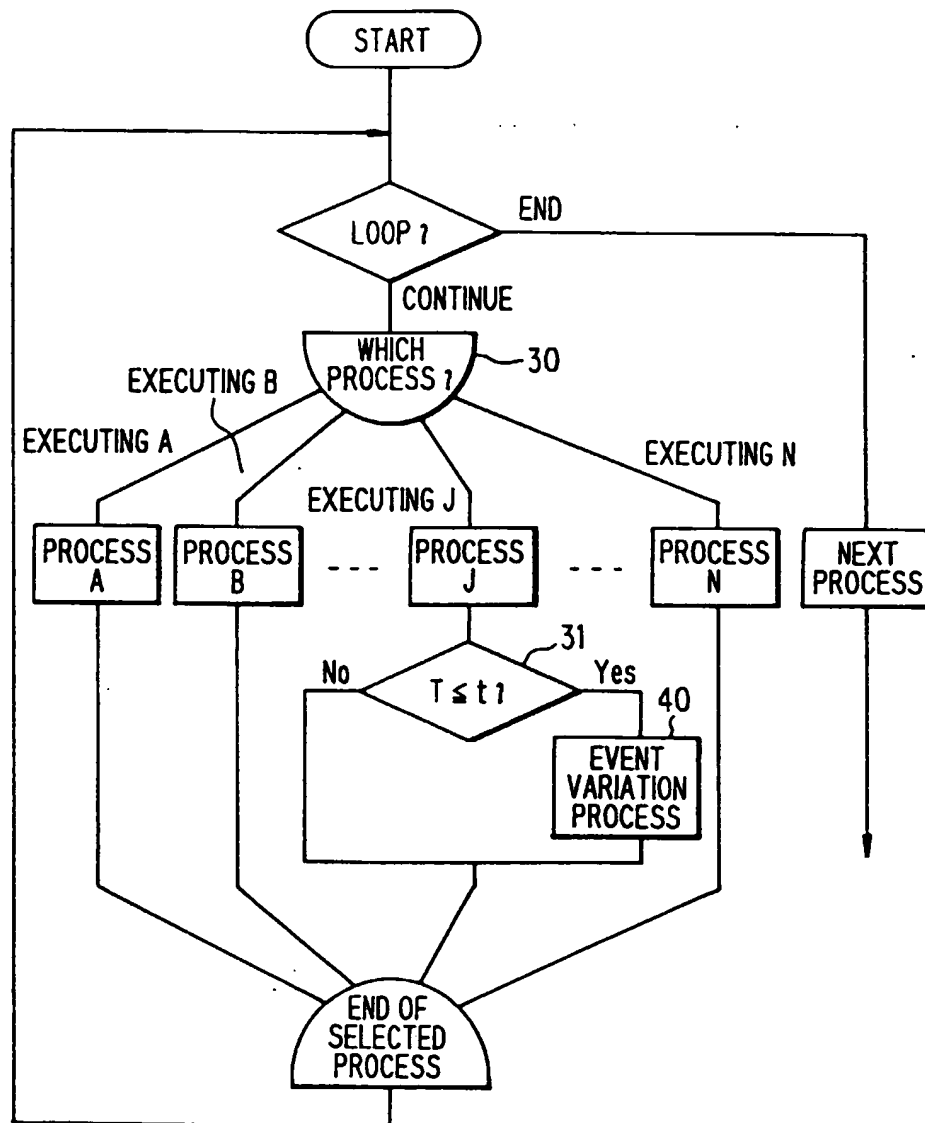 START
LOOP ?
END
CONTINUE
WHICH
PROCESS ?
30
EXECUTING B
EXECUTING A
EXECUTING N
EXECUTING J
PROCESS
A
PROCESS
B
----
PROCESS
J
----
PROCESS
N
NEXT
PROCESS
31
No
T ≦ t ?
Yes
40
EVENT
VARIATION
PROCESS
END OF
SELECTED
PROCESS